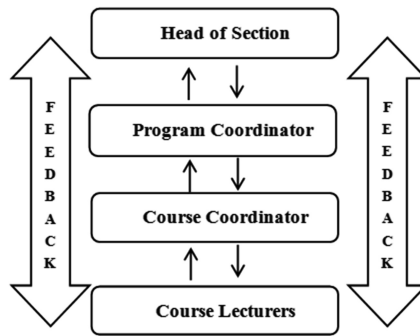 Head of Section
FEEDBACK
Program Coordinator
Course Coordinator
Course Lecturers
FEEDBACK